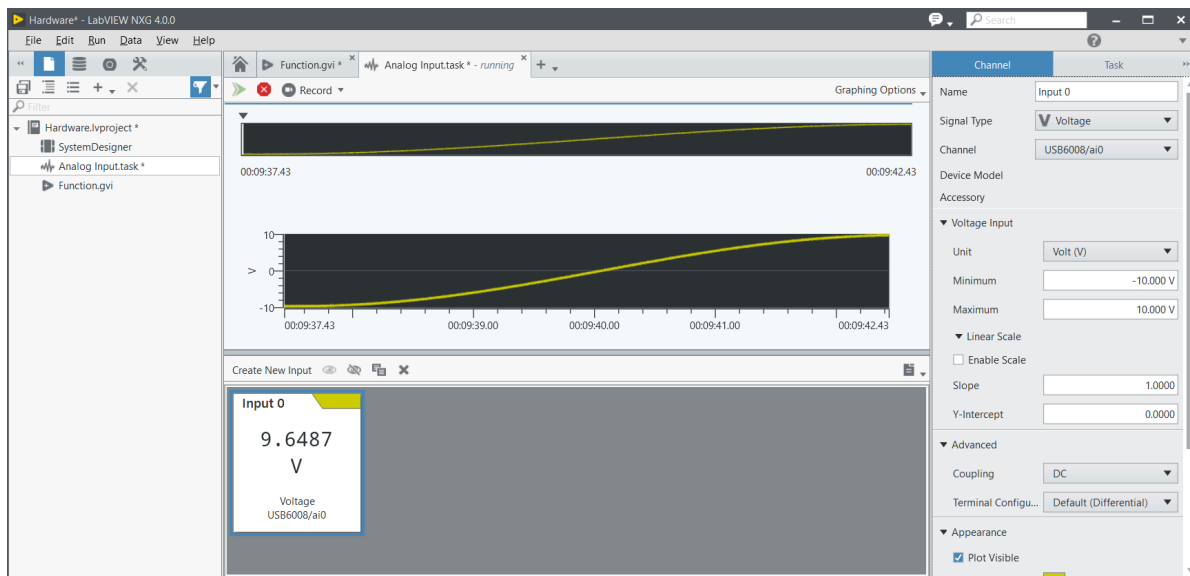 Hardware* - LabVIEW NXG 4.0.0
Search
File Edit Run Data View Help
Filter
Hardware.lvproject *
SystemDesigner
Analog Input.task *
Function.gvi
Function.gvi *
Analog Input.task * - running
Record
Graphing Options
00:09:37.43
00:09:42.43
10
0
-10
V
00:09:37.43 00:09:39.00 00:09:40.00 00:09:41.00 00:09:42.43
Create New Input
Input 0
9.6487
V
Voltage
USB6008/ai0
Channel Task
Name Input 0
Signal Type V Voltage
Channel USB6008/ai0
Device Model
Accessory
Voltage Input
Unit Volt (V)
Minimum -10.000 V
Maximum 10.000 V
Linear Scale
Enable Scale
Slope 1.0000
Y-Intercept 0.0000
Advanced
Coupling DC
Terminal Configu... Default (Differential)
Appearance
Plot Visible